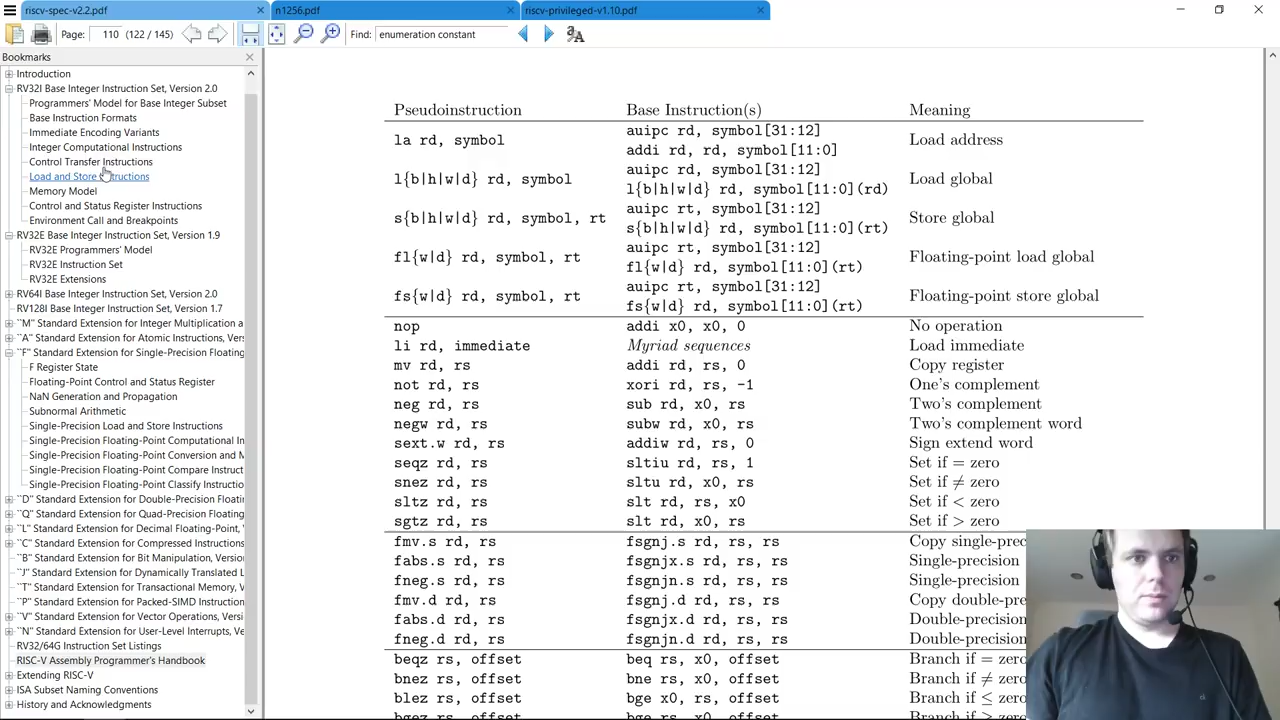 riscv-spec-v2.2.pdf
n1256.pdf
riscv-privileged-v1.10.pdf
Page: 110 (122 / 145)
Find: enumeration constant
Bookmarks
Introduction
RV32I Base Integer Instruction Set, Version 2.0
Programmers' Model for Base Integer Subset
Base Instruction Formats
Immediate Encoding Variants
Integer Computational Instructions
Control Transfer Instructions
Load and Store Instructions
Memory Model
Control and Status Register Instructions
Environment Call and Breakpoints
RV32E Base Integer Instruction Set, Version 1.9
RV32E Programmers' Model
RV32E Instruction Set
RV32E Extensions
RV64I Base Integer Instruction Set, Version 2.0
RV128I Base Integer Instruction Set, Version 1.7
``M'' Standard Extension for Integer Multiplication a
``A'' Standard Extension for Atomic Instructions, Ver
``F'' Standard Extension for Single-Precision Floating
F Register State
Floating-Point Control and Status Register
NaN Generation and Propagation
Subnormal Arithmetic
Single-Precision Load and Store Instructions
Single-Precision Floating-Point Computational In
Single-Precision Floating-Point Conversion and M
Single-Precision Floating-Point Compare Instruct
Single-Precision Floating-Point Classify Instructio
``D'' Standard Extension for Double-Precision Floati
``Q'' Standard Extension for Quad-Precision Floating
``L'' Standard Extension for Decimal Floating-Point,
``C'' Standard Extension for Compressed Instructions
``B'' Standard Extension for Bit Manipulation, Versio
``J'' Standard Extension for Dynamically Translated L
``T'' Standard Extension for Transactional Memory, V
``P'' Standard Extension for Packed-SIMD Instruction
``V'' Standard Extension for Vector Operations, Versi
``N'' Standard Extension for User-Level Interrupts, Ver
RV32/64G Instruction Set Listings
RISC-V Assembly Programmer's Handbook
Extending RISC-V
ISA Subset Naming Conventions
History and Acknowledgments
Pseudoinstruction Base Instruction(s) Meaning
la rd, symbol auipc rd, symbol[31:12] Load address
addi rd, rd, symbol[11:0]
l{b|h|w|d} rd, symbol auipc rd, symbol[31:12] Load global
l{b|h|w|d} rd, symbol[11:0](rd)
s{b|h|w|d} rd, symbol, rt auipc rt, symbol[31:12] Store global
s{b|h|w|d} rd, symbol[11:0](rt)
fl{w|d} rd, symbol, rt auipc rt, symbol[31:12] Floating-point load global
fl{w|d} rd, symbol[11:0](rt)
fs{w|d} rd, symbol, rt auipc rt, symbol[31:12] Floating-point store global
fs{w|d} rd, symbol[11:0](rt)
nop addi x0, x0, 0 No operation
li rd, immediate Myriad sequences Load immediate
mv rd, rs addi rd, rs, 0 Copy register
not rd, rs xori rd, rs, -1 One's complement
neg rd, rs sub rd, x0, rs Two's complement
negw rd, rs subw rd, x0, rs Two's complement word
sext.w rd, rs addiw rd, rs, 0 Sign extend word
seqz rd, rs sltiu rd, rs, 1 Set if = zero
snez rd, rs sltu rd, x0, rs Set if ≠ zero
sltz rd, rs slt rd, rs, x0 Set if < zero
sgtz rd, rs slt rd, x0, rs Set if > zero
fmv.s rd, rs fsgnj.s rd, rs, rs Copy single-prec
fabs.s rd, rs fsgnjx.s rd, rs, rs Single-precision
fneg.s rd, rs fsgnjn.s rd, rs, rs Single-precision
fmv.d rd, rs fsgnj.d rd, rs, rs Copy double-pre
fabs.d rd, rs fsgnjx.d rd, rs, rs Double-precision
fneg.d rd, rs fsgnjn.d rd, rs, rs Double-precision
beqz rs, offset beq rs, x0, offset Branch if = zero
bnez rs, offset bne rs, x0, offset Branch if ≠ zero
blez rs, offset bge x0, rs, offset Branch if ≤ zero
bgez rs, offset bge rs, x0, offset Branch if ≥ zero